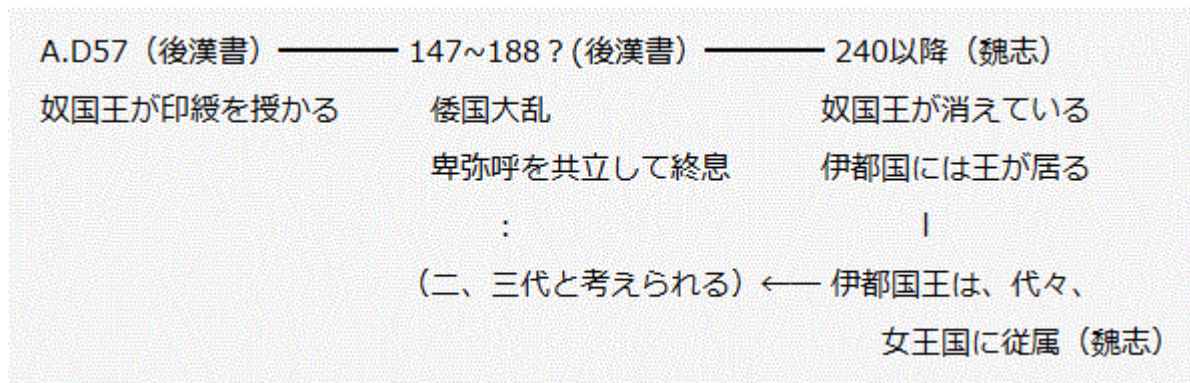 A.D57（後漢書）――― 147~188？(後漢書）――― 240以降（魏志）
奴国王が印綬を授かる　倭国大乱　奴国王が消えている
卑弥呼を共立して終息　伊都国には王が居る
：　｜
（二、三代と考えられる）←― 伊都国王は、代々、
女王国に従属（魏志）